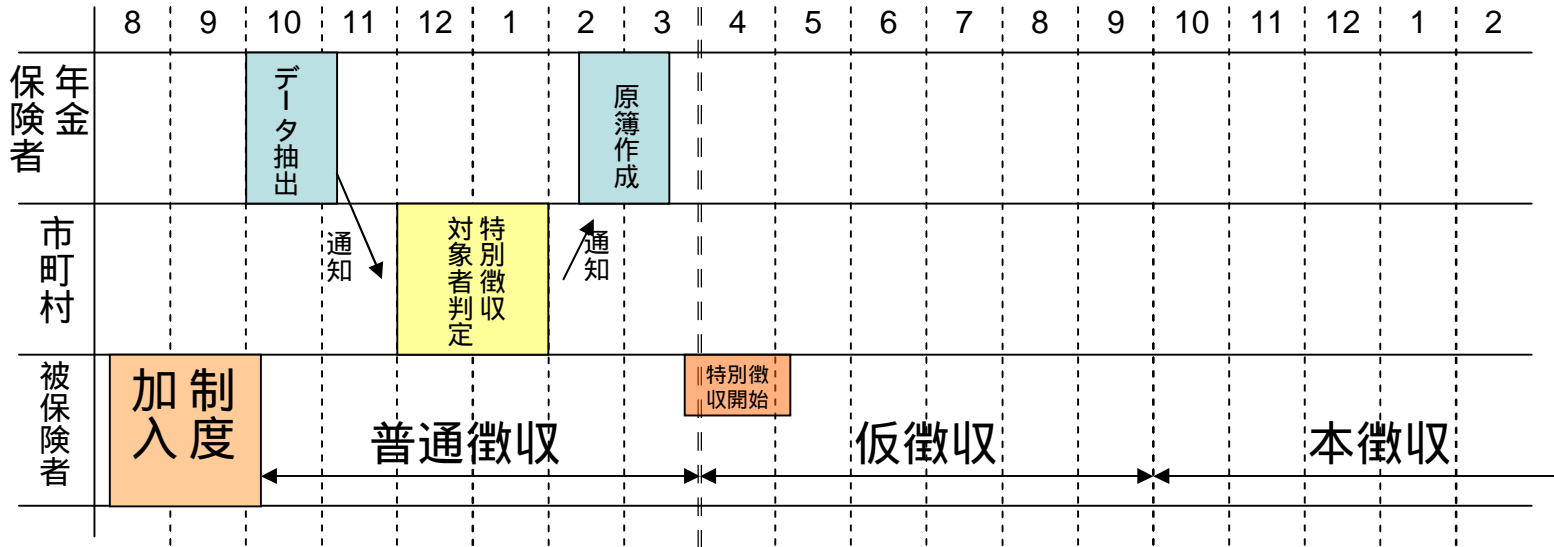 8 9 10 11 12 1 2 3 4 5 6 7 8 9 10 11 12 1 2
年金
保険者
データ抽出
原簿作成
市町村
通知
特別徴収
対象者判定
通知
被保険者
制度
加入
普通徴収
特別徴
収開始
仮徴収
本徴収